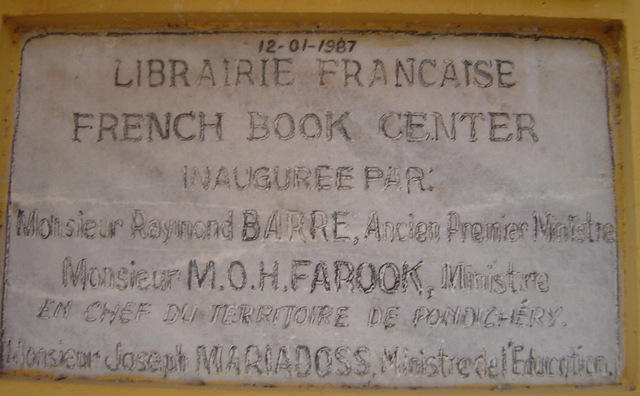 12-01-1987
LIBRAIRIE FRANCAISE
FRENCH BOOK CENTER
INAUGUREE PAR:
Monsieur Raymond BARRE, Ancien Premier Ministre
Monsieur M.O.H.FAROOK, Ministre
EN CHEF DU TERRITOIRE DE PONDICHÉRY.
Monsieur Joseph MARIADOSS, Ministre de l'Education.